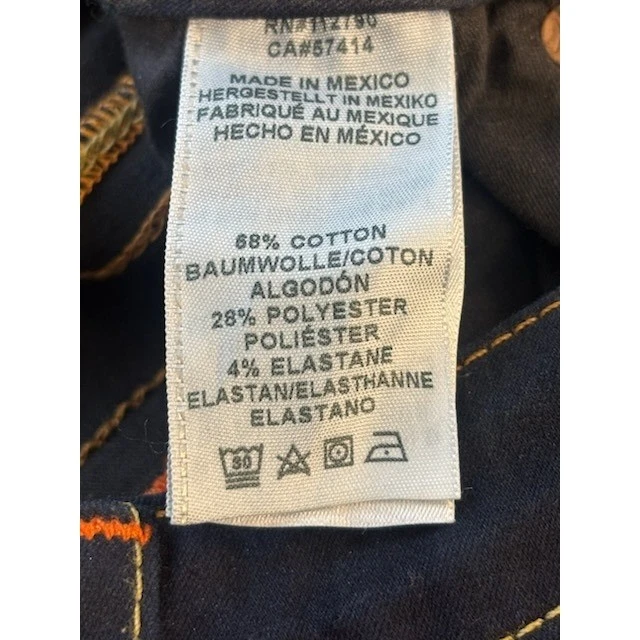 RN#112790
CA#57414
MADE IN MEXICO
HERGESTELLT IN MEXIKO
FABRIQUÉ AU MEXIQUE
HECHO EN MÉXICO
68% COTTON
BAUMWOLLE/COTON
ALGODÓN
28% POLYESTER
POLIÉSTER
4% ELASTANE
ELASTAN/ELASTHANNE
ELASTANO
30